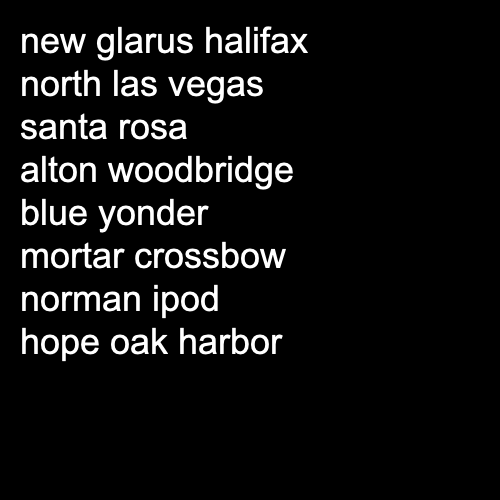 new glarus halifax
north las vegas
santa rosa
alton woodbridge
blue yonder
mortar crossbow
norman ipod
hope oak harbor